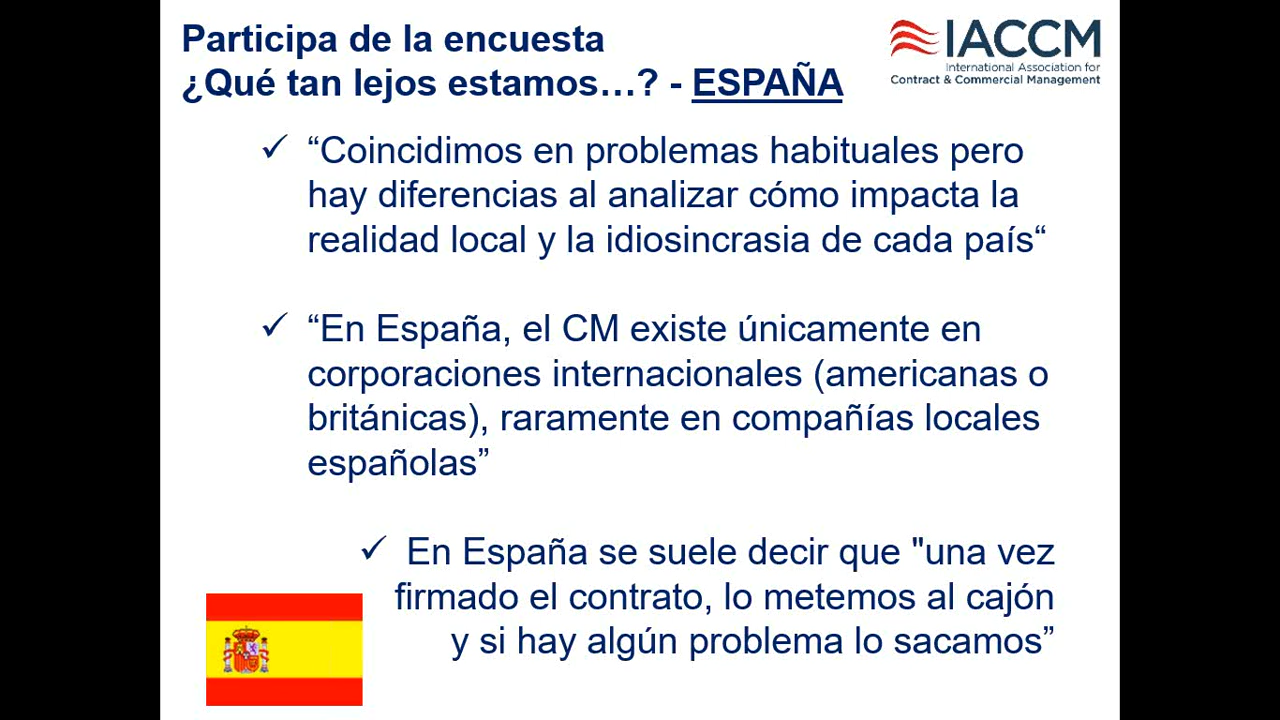 Participa de la encuesta
¿Qué tan lejos estamos…? - ESPAÑA
IACCM
International Association for
Contract & Commercial Management
✓ “Coincidimos en problemas habituales pero
hay diferencias al analizar cómo impacta la
realidad local y la idiosincrasia de cada país“
✓ “En España, el CM existe únicamente en
corporaciones internacionales (americanas o
británicas), raramente en compañías locales
españolas”
✓ En España se suele decir que "una vez
firmado el contrato, lo metemos al cajón
y si hay algún problema lo sacamos”